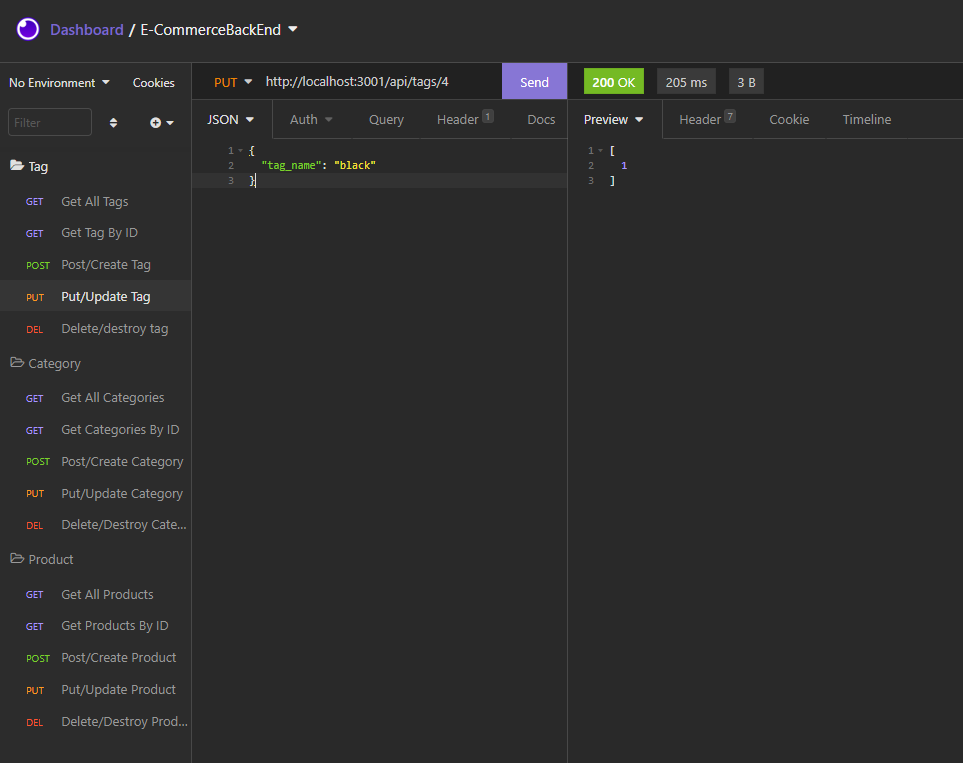 Dashboard / E-CommerceBackEnd
No Environment
Cookies
Filter
Tag
GET Get All Tags
GET Get Tag By ID
POST Post/Create Tag
PUT Put/Update Tag
DEL Delete/destroy tag
Category
GET Get All Categories
GET Get Categories By ID
POST Post/Create Category
PUT Put/Update Category
DEL Delete/Destroy Cate...
Product
GET Get All Products
GET Get Products By ID
POST Post/Create Product
PUT Put/Update Product
DEL Delete/Destroy Prod...
PUT http://localhost:3001/api/tags/4 Send
JSON Auth Query Header 1 Docs
1 {
2 "tag_name": "black"
3 }
200 OK 205 ms 3 B
Preview Header 7 Cookie Timeline
1 [
2 1
3 ]